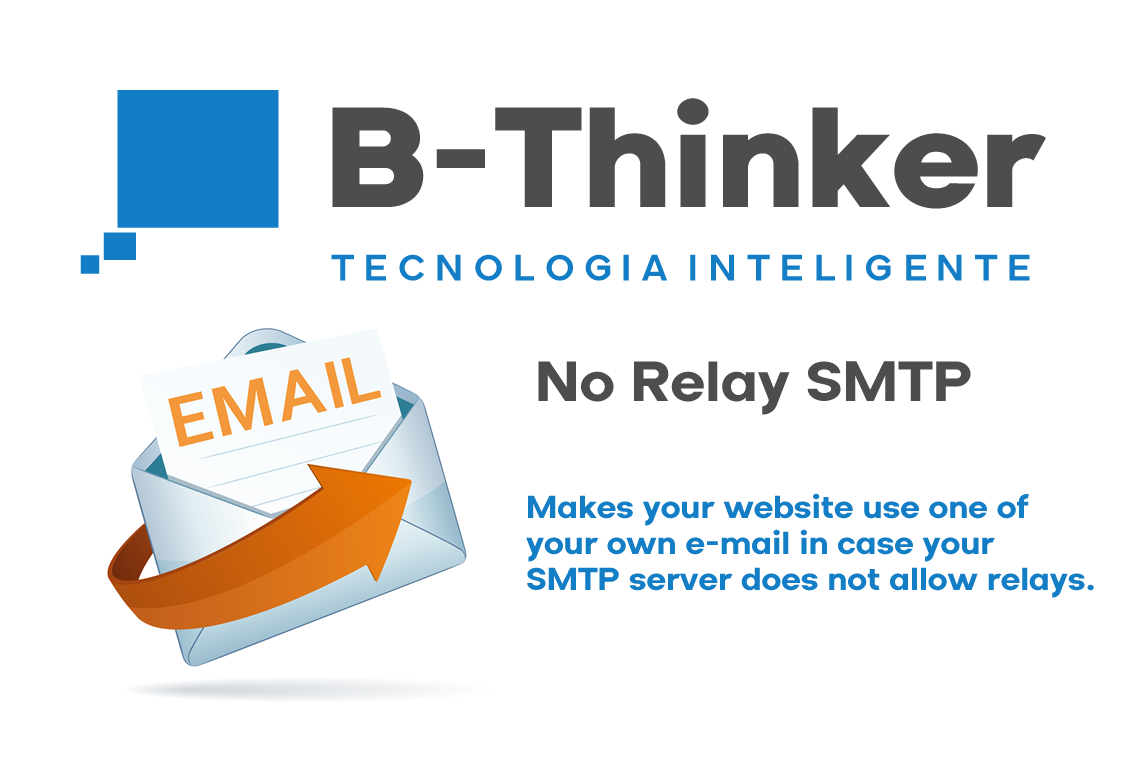 B-Thinker
TECNOLOGIA INTELIGENTE
EMAIL
No Relay SMTP
Makes your website use one of
your own e-mail in case your
SMTP server does not allow relays.